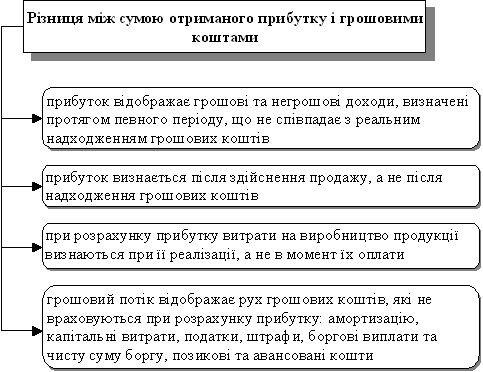 Різниця між сумою отриманого прибутку і грошовими
коштами
прибуток відображає грошові та негрошові доходи, визначені
протягом певного періоду, що не співпадає з реальним
надходженням грошових коштів
прибуток визнається після здійснення продажу, а не після
надходження грошових коштів
при розрахунку прибутку витрати на виробництво продукції
визнаються при її реалізації, а не в момент їх оплати
грошовий потік відображає рух грошових коштів, які не
враховуються при розрахунку прибутку: амортизацію,
капітальні витрати, податки, штрафи, боргові виплати та
чисту суму боргу, позикові та авансовані кошти